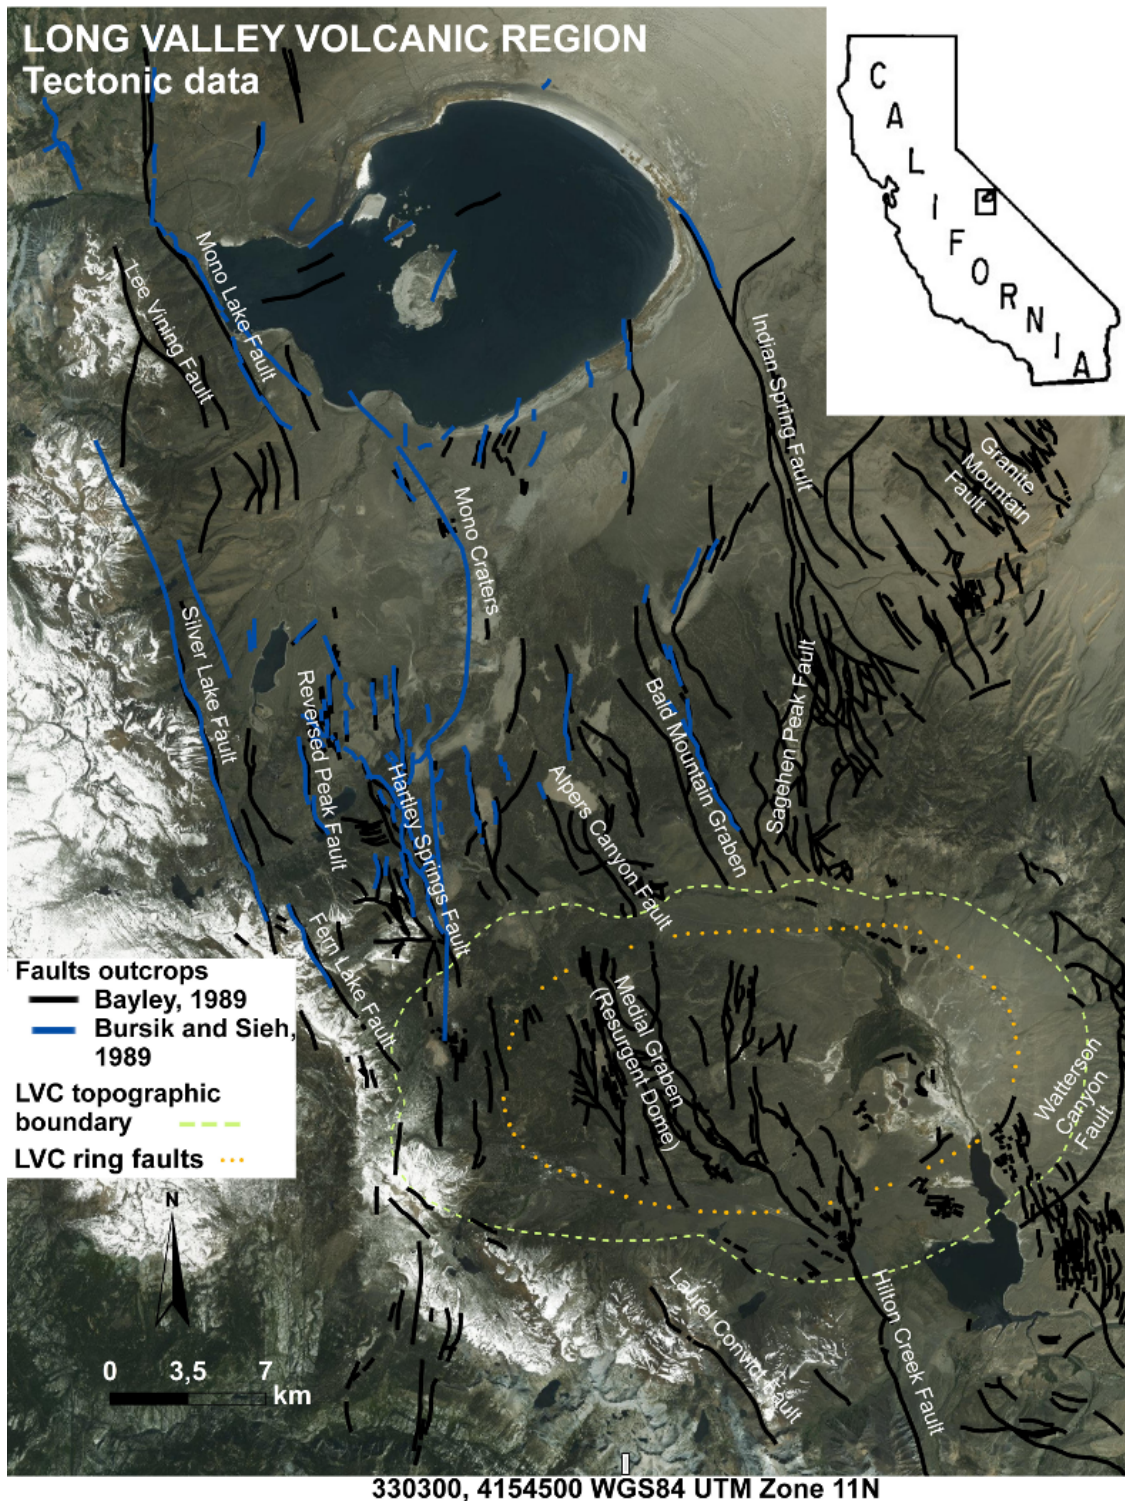 LONG VALLEY VOLCANIC REGION
Tectonic data
CALIFORNIA
Lee Vining Fault
Mono Lake Fault
Indian Spring Fault
Granite
Mountain
Fault
Mono Craters
Silver Lake Fault
Reversed Peak Fault
Hartley Springs Fault
Alpers Canyon Fault
Bald Mountain Graben
Sagehen Peak Fault
Fern Lake Fault
Medial Graben
(Resurgent Dome)
Watterson
Canyon
Fault
Laurel Convict Fault
Hilton Creek Fault
Faults outcrops
Bayley, 1989
Bursik and Sieh,
1989
LVC topographic
boundary
LVC ring faults
N
0 3,5 7
km
330300, 4154500 WGS84 UTM Zone 11N